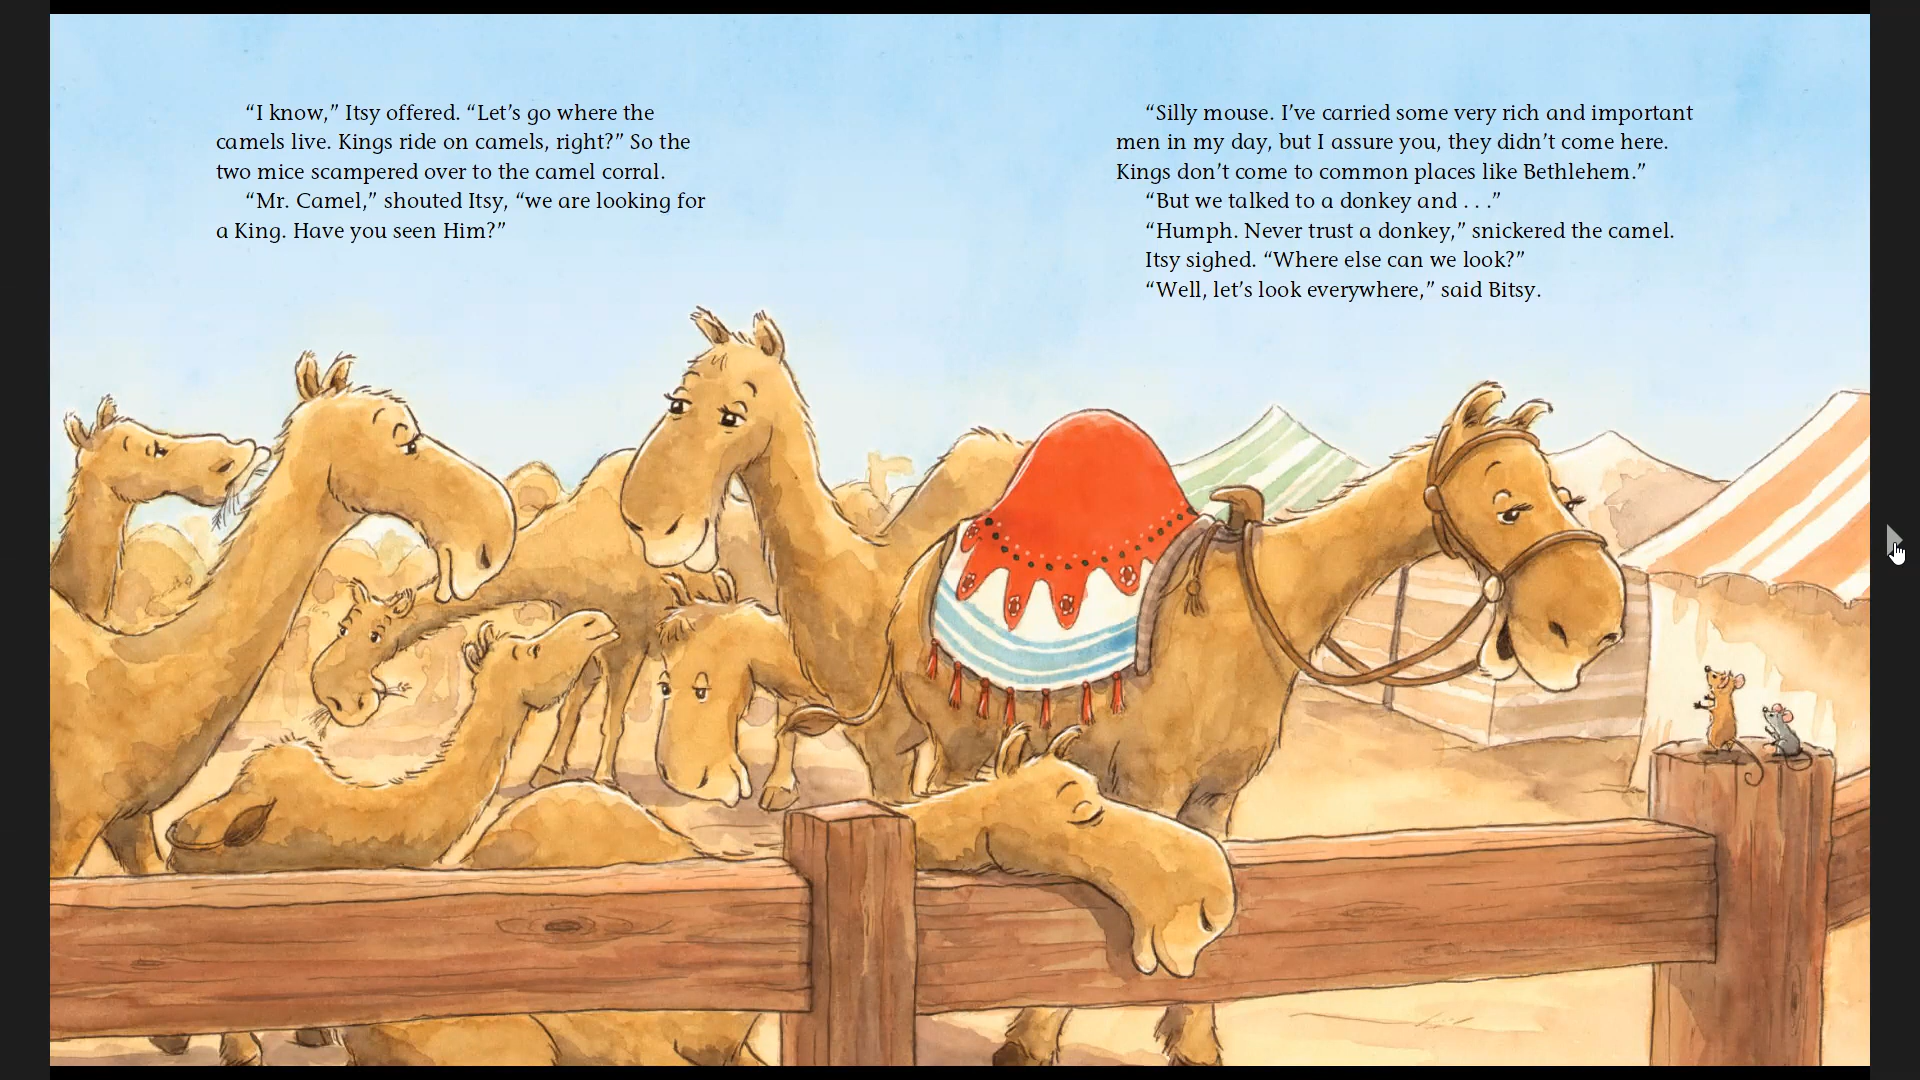 “I know,” Itsy offered. “Let’s go where the
camels live. Kings ride on camels, right?” So the
two mice scampered over to the camel corral.
“Mr. Camel,” shouted Itsy, “we are looking for
a King. Have you seen Him?”
“Silly mouse. I’ve carried some very rich and important
men in my day, but I assure you, they didn’t come here.
Kings don’t come to common places like Bethlehem.”
“But we talked to a donkey and . . .”
“Humph. Never trust a donkey,” snickered the camel.
Itsy sighed. “Where else can we look?”
“Well, let’s look everywhere,” said Bitsy.